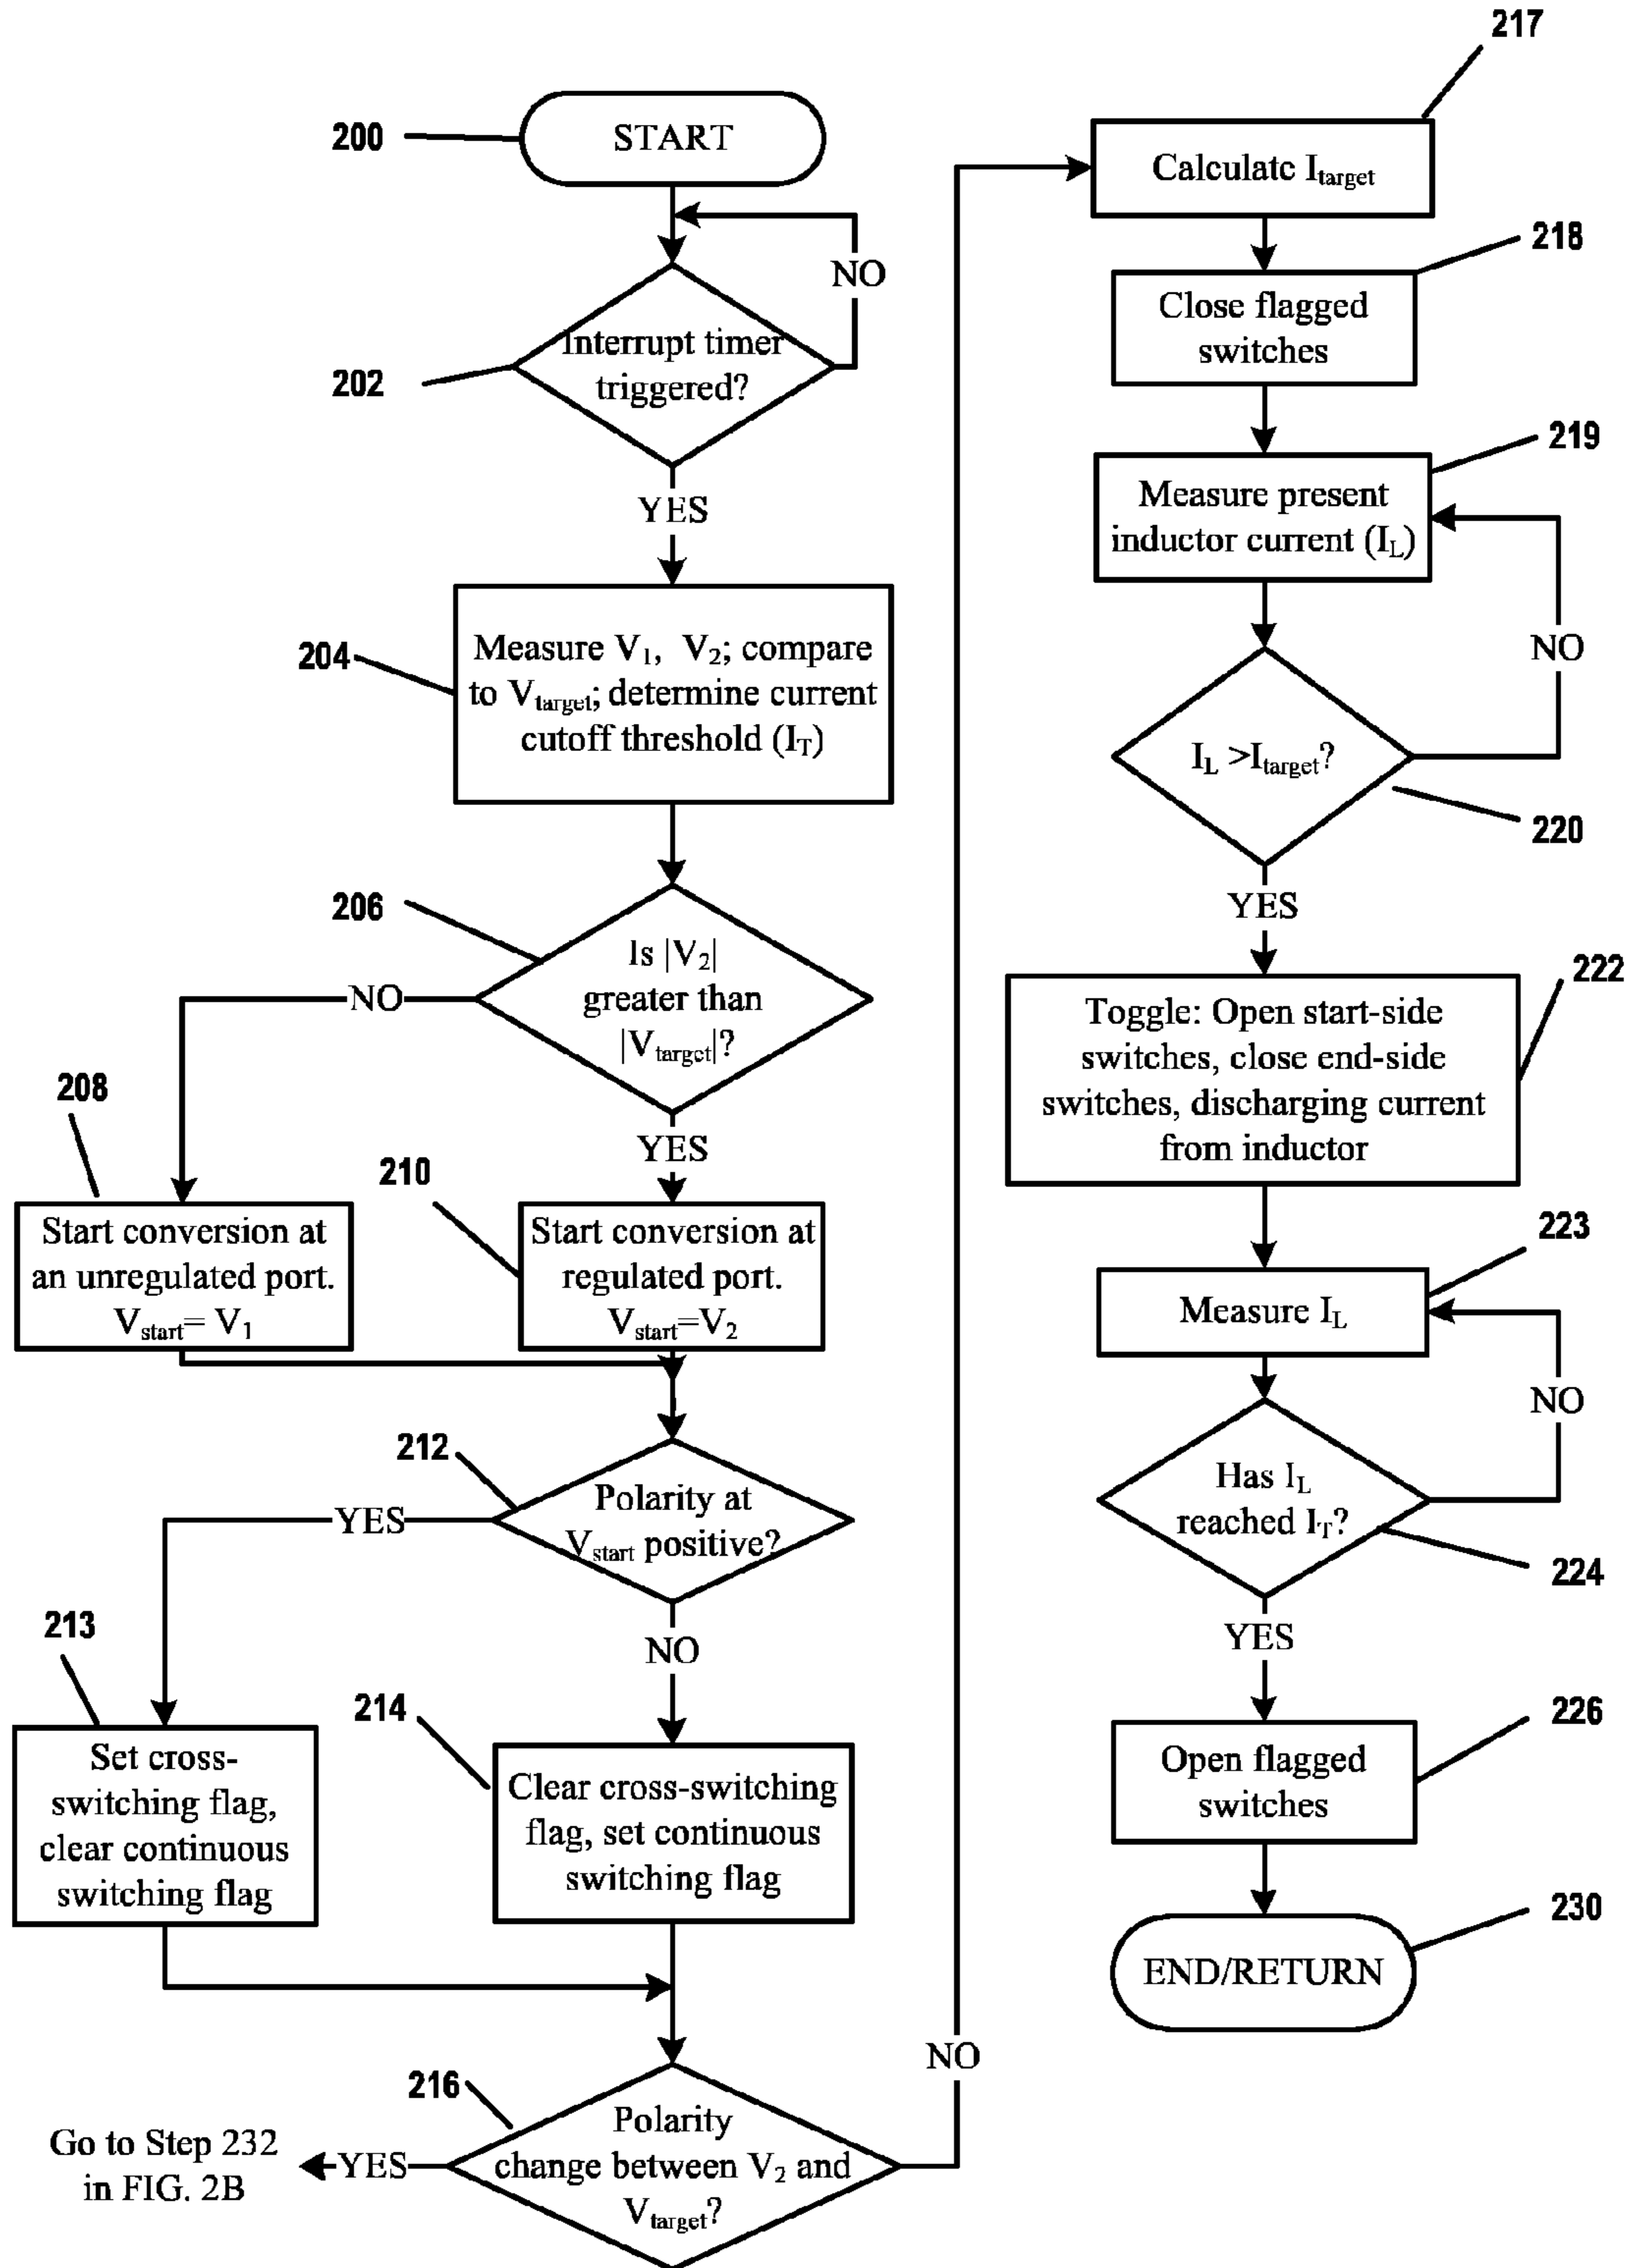 200
START
NO
202
Interrupt timer
triggered?
YES
204
Measure V1, V2; compare
to Vtarget; determine current
cutoff threshold (IT)
206
Is |V2|
greater than
|Vtarget|?
NO
YES
208
Start conversion at
an unregulated port.
Vstart= V1
210
Start conversion at
regulated port.
Vstart=V2
212
Polarity at
Vstart positive?
YES
NO
213
Set cross-
switching flag,
clear continuous
switching flag
214
Clear cross-switching
flag, set continuous
switching flag
216
Polarity
change between V2 and
Vtarget?
YES
Go to Step 232
in FIG. 2B
NO
217
Calculate Itarget
218
Close flagged
switches
219
Measure present
inductor current (IL)
NO
IL >Itarget?
220
YES
222
Toggle: Open start-side
switches, close end-side
switches, discharging current
from inductor
223
Measure IL
NO
Has IL
reached IT?
224
YES
226
Open flagged
switches
230
END/RETURN